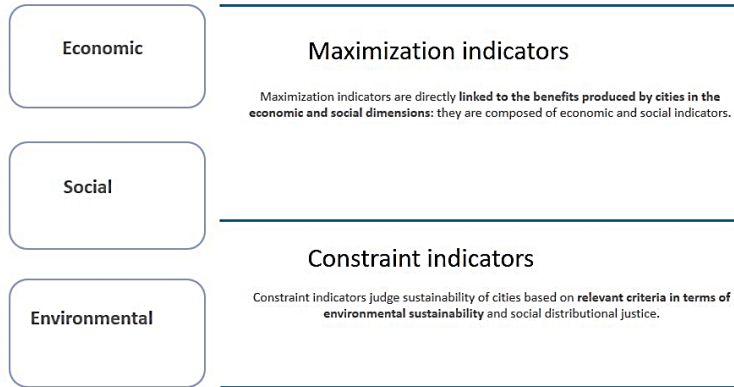 Economic
Social
Environmental
Maximization indicators
Maximization indicators are directly linked to the benefits produced by cities in the
economic and social dimensions: they are composed of economic and social indicators.
Constraint indicators
Constraint indicators judge sustainability of cities based on relevant criteria in terms of
environmental sustainability and social distributional justice.